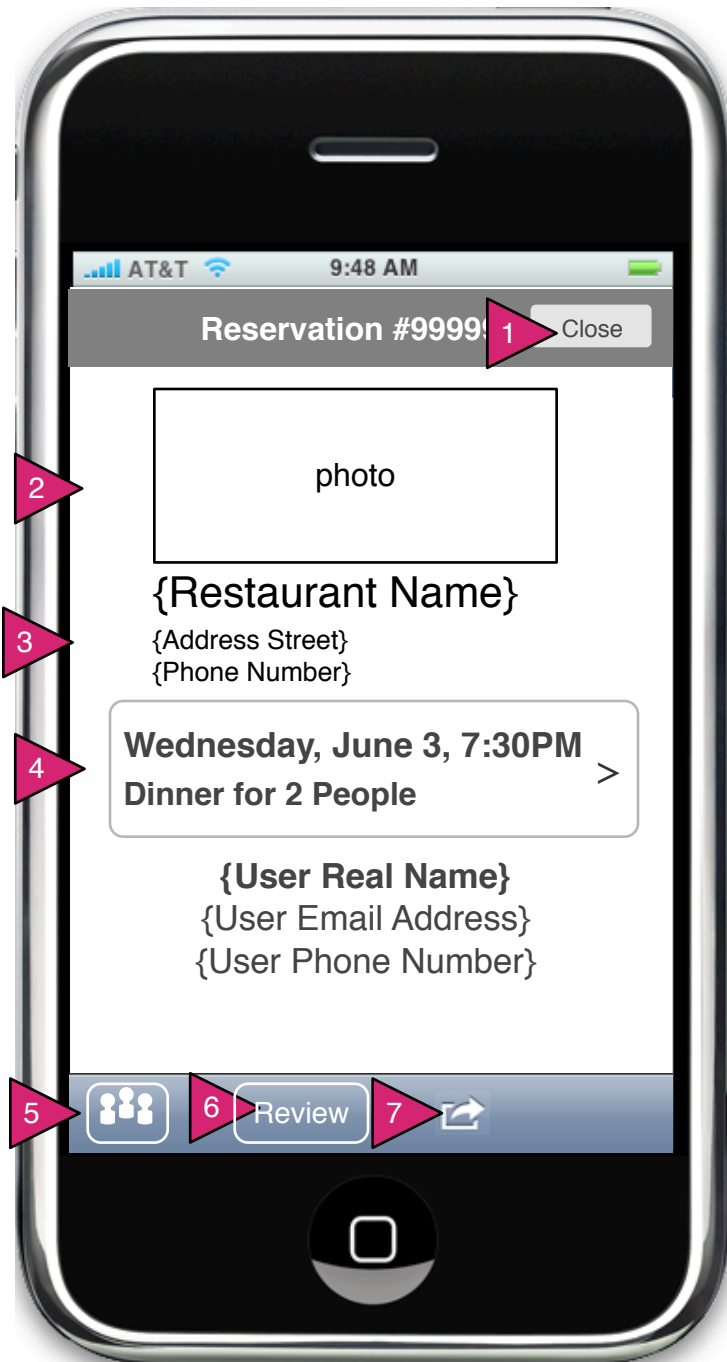 AT&T 9:48 AM
Reservation #99999
1 Close
photo
2
{Restaurant Name}
3
{Address Street}
{Phone Number}
Wednesday, June 3, 7:30PM
4
>
Dinner for 2 People
{User Real Name}
{User Email Address}
{User Phone Number}
5 6 Review 7